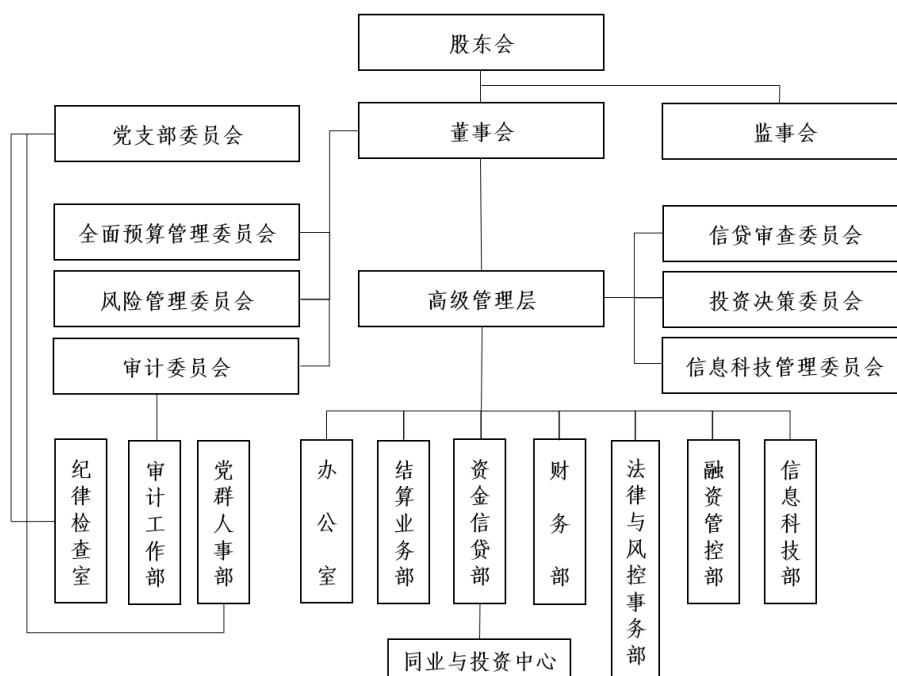 股东会
党支部委员会
董事会
监事会
全面预算管理委员会
信贷审查委员会
风险管理委员会
高级管理层
投资决策委员会
审计委员会
信息科技管理委员会
纪律检查室
审计工作部
党群人事部
办公室
结算业务部
资金信贷部
财务部
法律与风控事务部
融资管控部
信息科技部
同业与投资中心